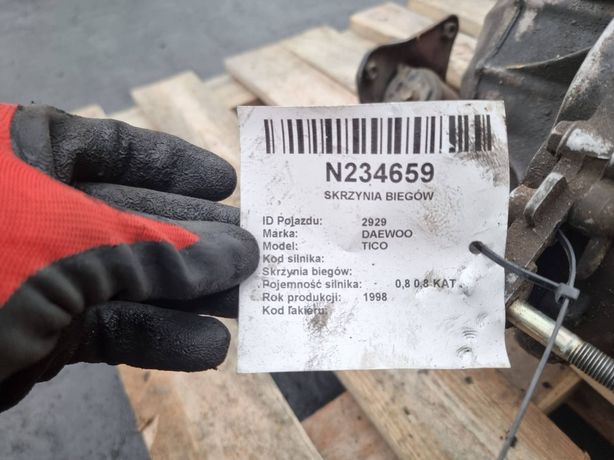 N234659
SKRZYNIA BIEGÓW
ID Pojazdu: 2929
Marka: DAEWOO
Model: TICO
Kod silnika:
Skrzynia biegów:
Pojemność silnika: 0,8 0,8 KAT
Rok produkcji: 1998
Kod lakieru: